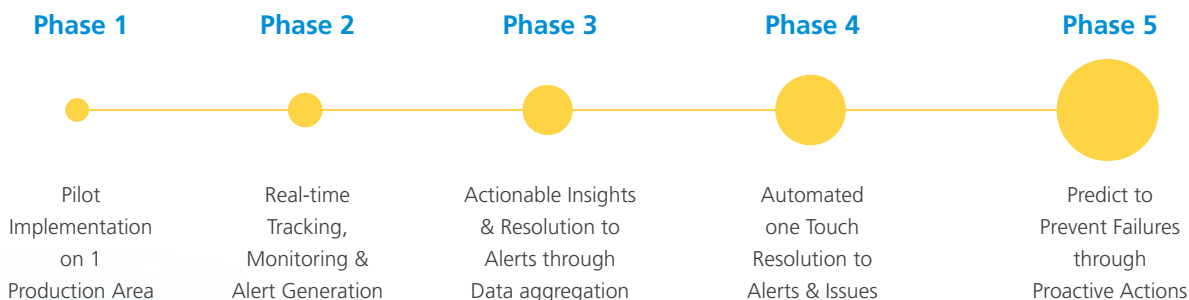 Phase 1
Pilot
Implementation
on 1
Production Area
Phase 2
Real-time
Tracking,
Monitoring &
Alert Generation
Phase 3
Actionable Insights
& Resolution to
Alerts through
Data aggregation
Phase 4
Automated
one Touch
Resolution to
Alerts & Issues
Phase 5
Predict to
Prevent Failures
through
Proactive Actions